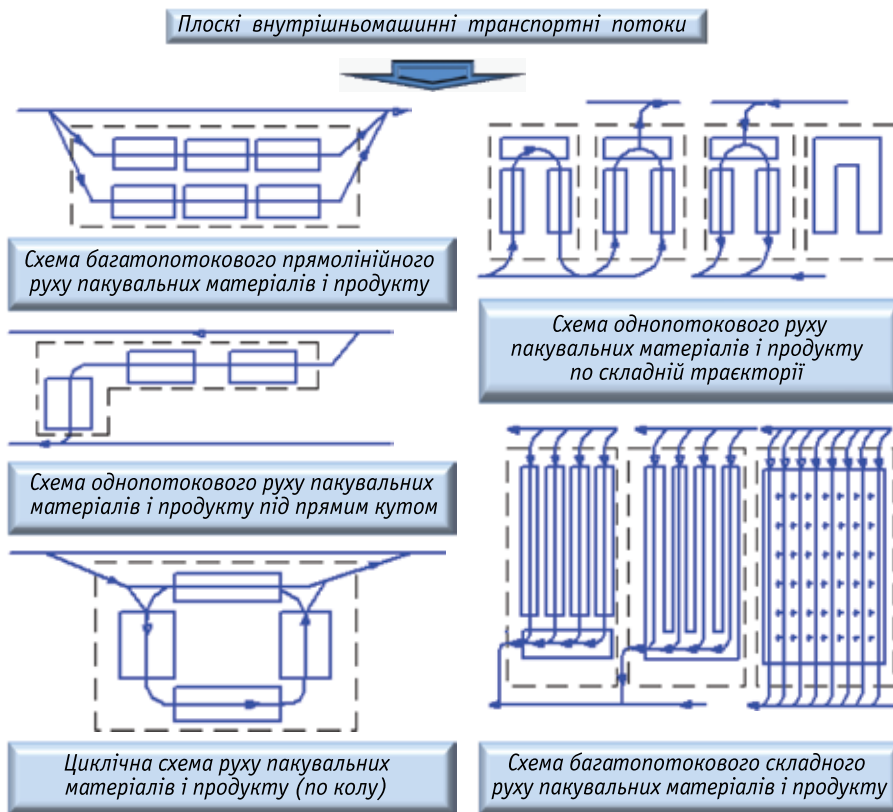 Плоскі внутрішньомашинні транспортні потоки
Схема багатопотокового прямолінійного
руху пакувальних матеріалів і продукту
Схема однопотокового руху
пакувальних матеріалів і продукту
по складній траєкторії
Схема однопотокового руху пакувальних
матеріалів і продукту під прямим кутом
Циклічна схема руху пакувальних
матеріалів і продукту (по колу)
Схема багатопотокового складного
руху пакувальних матеріалів і продукту